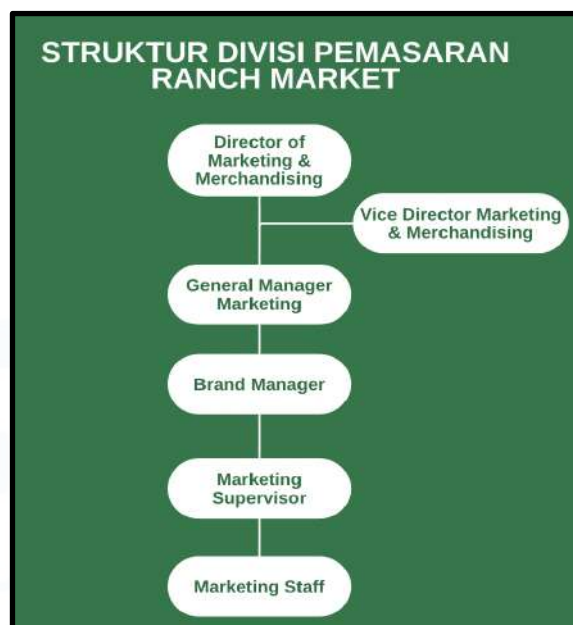 STRUKTUR DIVISI PEMASARAN
RANCH MARKET
Director of
Marketing &
Merchandising
Vice Director Marketing
& Merchandising
General Manager
Marketing
Brand Manager
Marketing
Supervisor
Marketing Staff